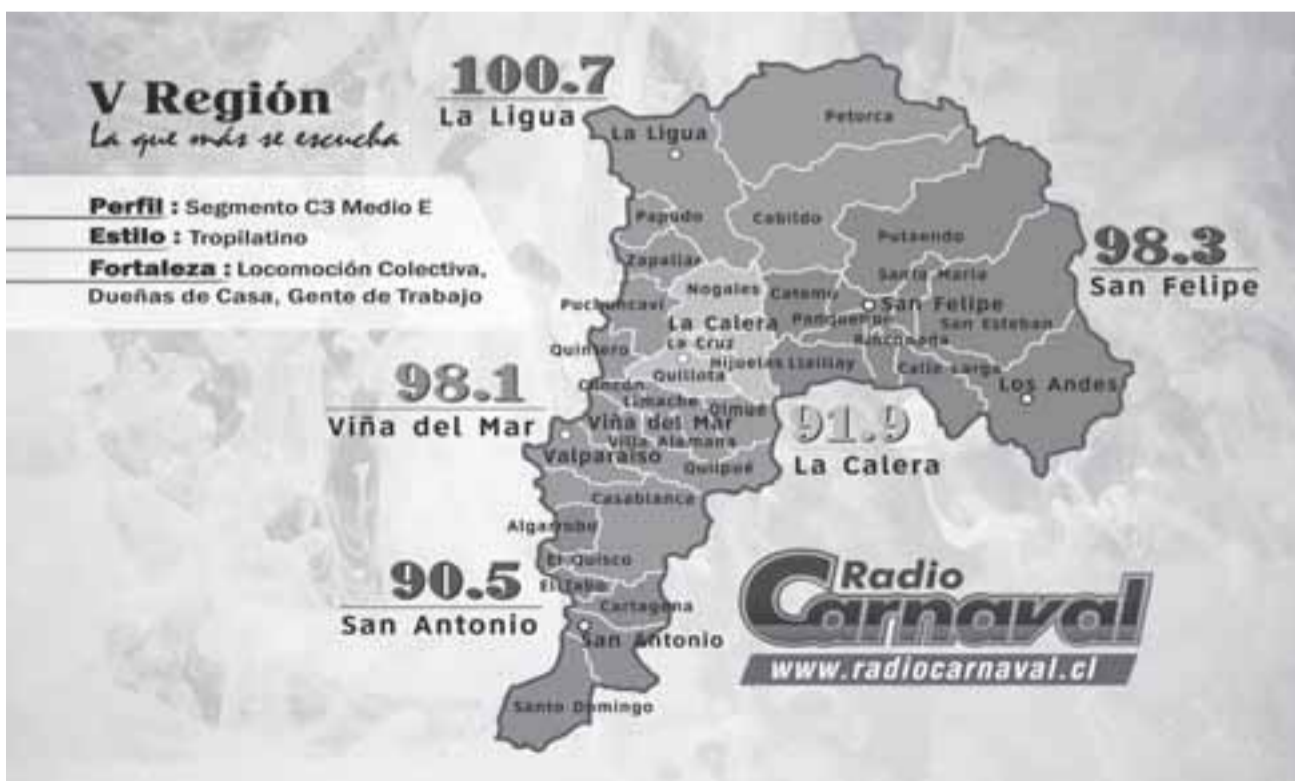 V Región
La que más se escucha
Perfil : Segmento C3 Medio E
Estilo : Tropilatino
Fortaleza : Locomoción Colectiva,
Dueñas de Casa, Gente de Trabajo
100.7
La Ligua
98.3
San Felipe
98.1
Viña del Mar
91.9
La Calera
90.5
San Antonio
La Ligua
Petorca
Papudo
Cabildo
Zapallar
Putaendo
Santa María
Nogales
Catemu
San Felipe
Puchuncaví
La Calera
Panquehue
San Esteban
La Cruz
Rinconada
Quintero
Hijuelas
Llaillay
Calle Larga
Quillota
Los Andes
Concón
Limache
Olmué
Viña del Mar
Villa Alemana
Valparaíso
Quilpué
Casablanca
Algarrobo
El Quisco
El Tabo
Cartagena
San Antonio
Santo Domingo
Radio
Carnaval
www.radiocarnaval.cl